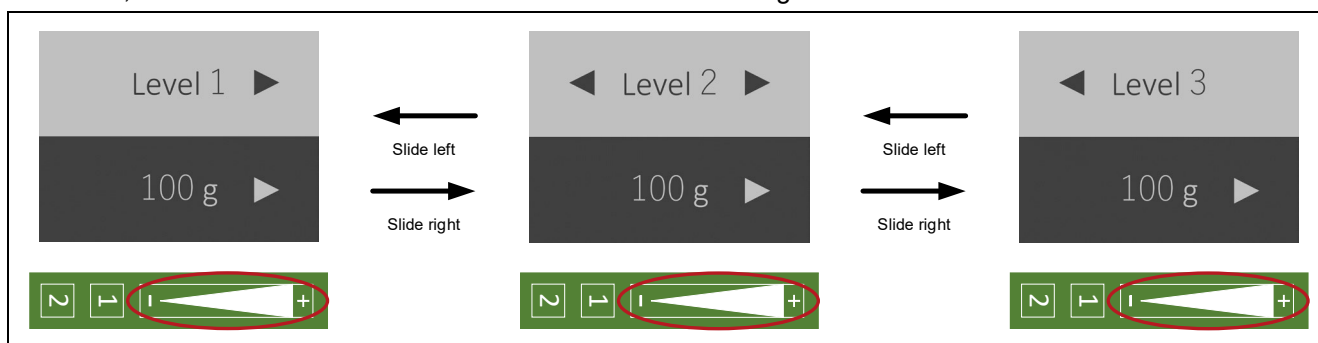 Level 1
Level 2
Level 3
Slide left
Slide left
100 g
100 g
100 g
Slide right
Slide right
2 1 − +
2 1 − +
2 1 − +